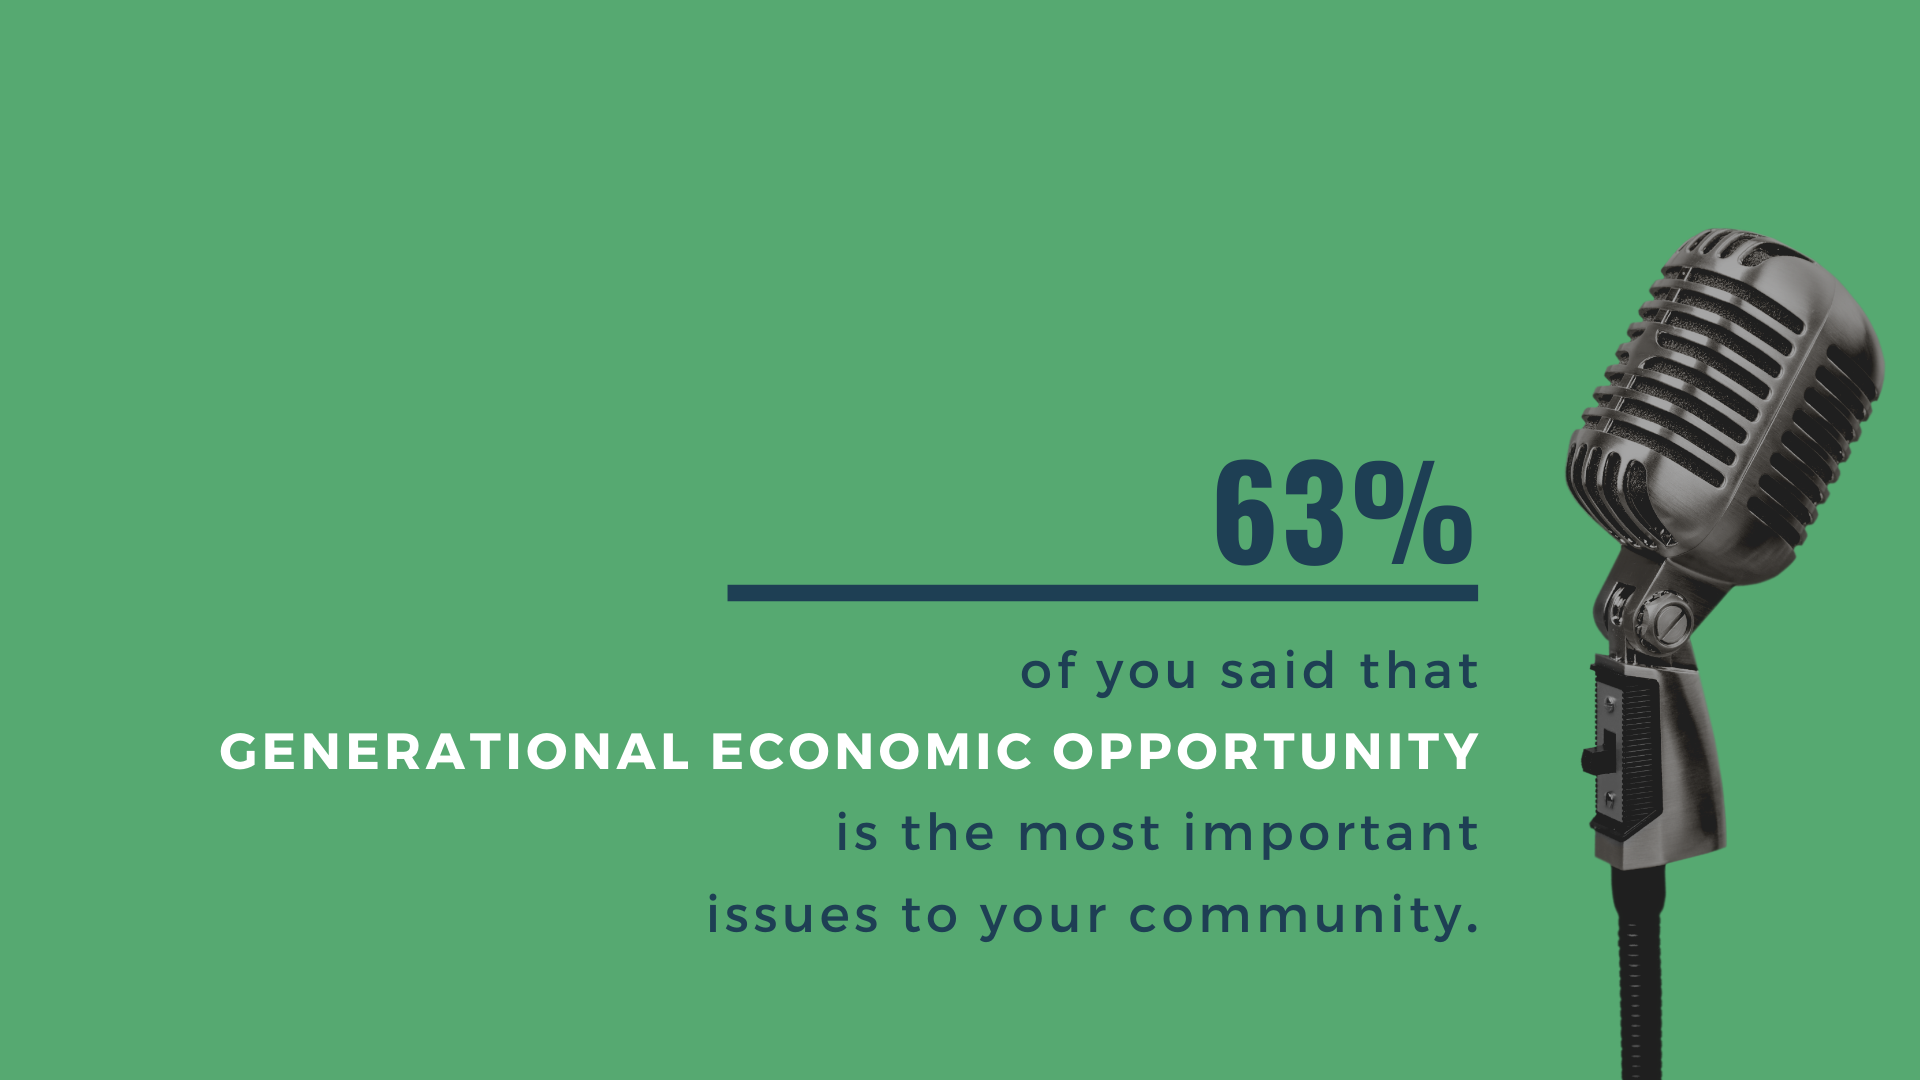 63%
of you said that
GENERATIONAL ECONOMIC OPPORTUNITY
is the most important
issues to your community.